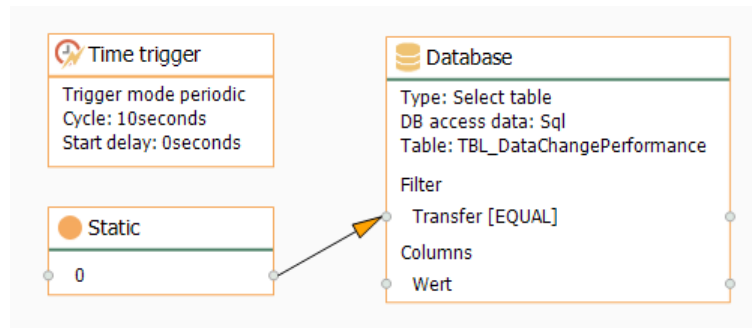 Time trigger
Trigger mode periodic
Cycle: 10seconds
Start delay: 0seconds
Static
0
Database
Type: Select table
DB access data: Sql
Table: TBL_DataChangePerformance
Filter
Transfer [EQUAL]
Columns
Wert